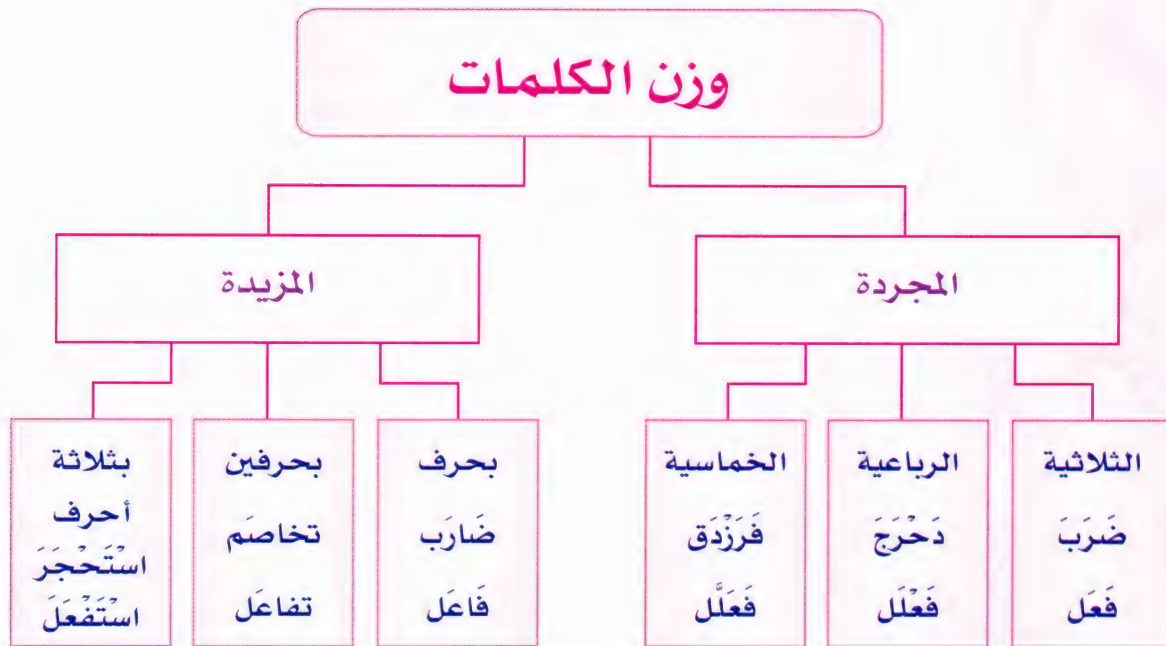 وزن الكلمات
المجردة
المزيدة
الثلاثية
ضَرَبَ
فَعَل
الرباعية
دَحْرَجَ
فَعْلَل
الخماسية
فَرَزْدَق
فَعَلَّل
بحرف
ضَارَب
فَاعَل
بحرفين
تخاصَم
تفاعَل
بثلاثة
أحرف
اسْتَحْجَرَ
اسْتَفْعَلَ